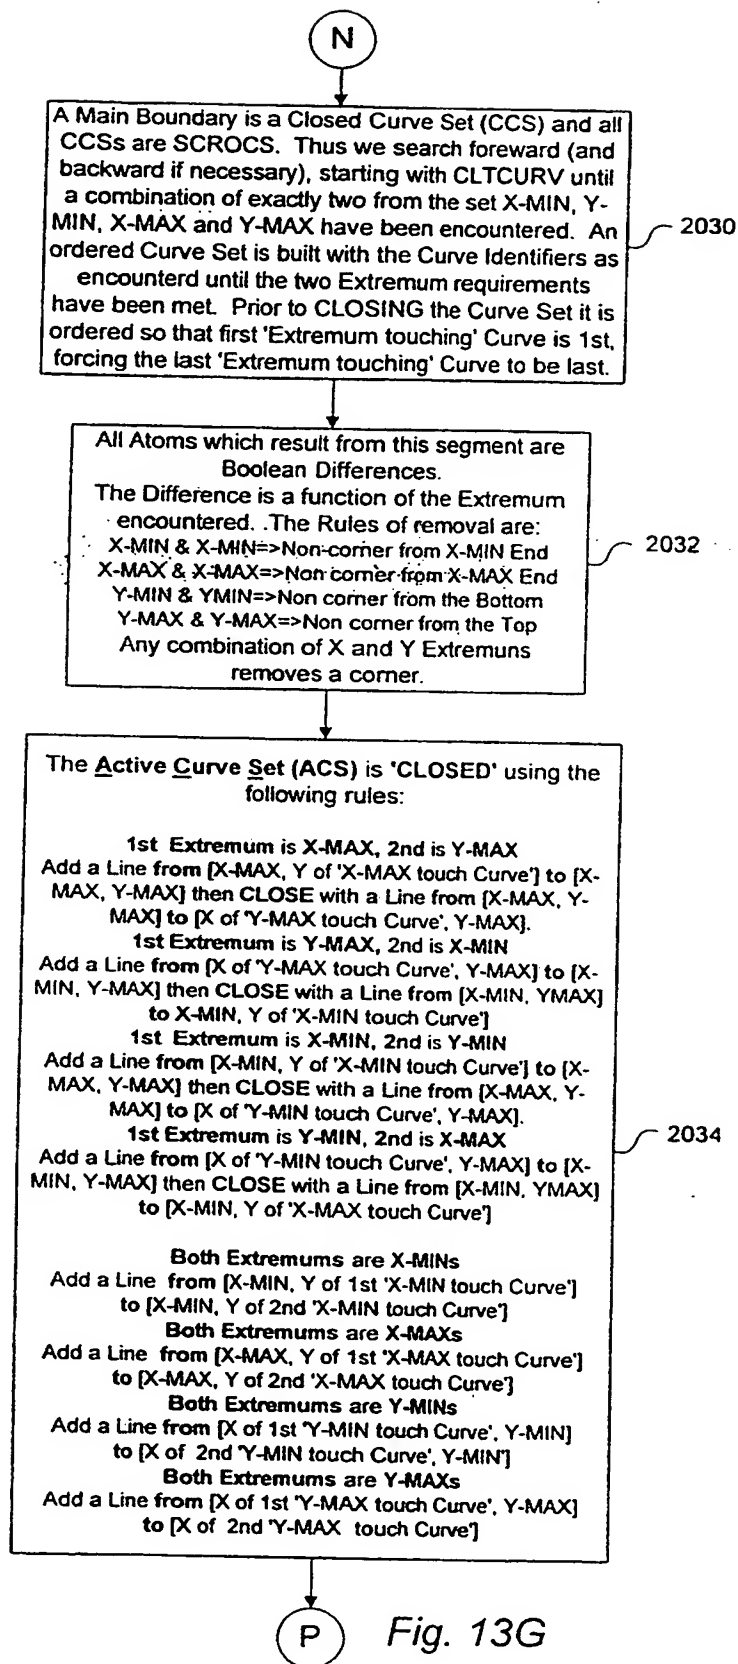 N
A Main Boundary is a Closed Curve Set (CCS) and all
CCSs are SCROCS. Thus we search foreward (and
backward if necessary), starting with CLTCURV until
a combination of exactly two from the set X-MIN, Y-
MIN, X-MAX and Y-MAX have been encountered. An
ordered Curve Set is built with the Curve Identifiers as
encounterd until the two Extremum requirements
have been met. Prior to CLOSING the Curve Set it is
ordered so that first 'Extremum touching' Curve is 1st,
forcing the last 'Extremum touching' Curve to be last.
2030
All Atoms which result from this segment are
Boolean Differences.
The Difference is a function of the Extremum
encountered. .The Rules of removal are:
X-MIN & X-MIN=>Non-corner from X-MIN End
X-MAX & X-MAX=>Non corner from X-MAX End
Y-MIN & YMIN=>Non corner from the Bottom
Y-MAX & Y-MAX=>Non corner from the Top
Any combination of X and Y Extremuns
removes a corner.
2032
The Active Curve Set (ACS) is 'CLOSED' using the
following rules:
1st Extremum is X-MAX, 2nd is Y-MAX
Add a Line from [X-MAX, Y of 'X-MAX touch Curve'] to [X-
MAX, Y-MAX] then CLOSE with a Line from [X-MAX, Y-
MAX] to [X of 'Y-MAX touch Curve', Y-MAX].
1st Extremum is Y-MAX, 2nd is X-MIN
Add a Line from [X of 'Y-MAX touch Curve', Y-MAX] to [X-
MIN, Y-MAX] then CLOSE with a Line from [X-MIN, YMAX]
to X-MIN, Y of 'X-MIN touch Curve']
1st Extremum is X-MIN, 2nd is Y-MIN
Add a Line from [X-MIN, Y of 'X-MIN touch Curve'] to [X-
MAX, Y-MAX] then CLOSE with a Line from [X-MAX, Y-
MAX] to [X of 'Y-MIN touch Curve', Y-MAX].
1st Extremum is Y-MIN, 2nd is X-MAX
Add a Line from [X of 'Y-MIN touch Curve', Y-MAX] to [X-
MIN, Y-MAX] then CLOSE with a Line from [X-MIN, YMAX]
to [X-MIN, Y of 'X-MAX touch Curve']
2034
Both Extremums are X-MINs
Add a Line from [X-MIN, Y of 1st 'X-MIN touch Curve']
to [X-MIN, Y of 2nd 'X-MIN touch Curve']
Both Extremums are X-MAXs
Add a Line from [X-MAX, Y of 1st 'X-MAX touch Curve']
to [X-MAX, Y of 2nd 'X-MAX touch Curve']
Both Extremums are Y-MINs
Add a Line from [X of 1st 'Y-MIN touch Curve', Y-MIN]
to [X of 2nd 'Y-MIN touch Curve', Y-MIN']
Both Extremums are Y-MAXs
Add a Line from [X of 1st 'Y-MAX touch Curve', Y-MAX]
to [X of 2nd 'Y-MAX touch Curve']
P
Fig. 13G